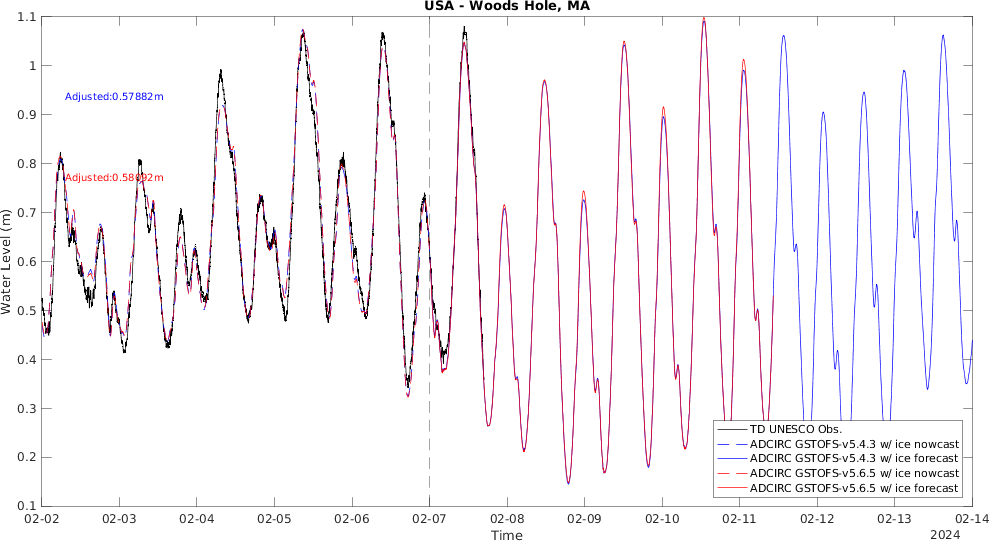 USA - Woods Hole, MA
1.1
1
0.9
0.8
0.7
0.6
0.5
0.4
0.3
0.2
0.1
Water Level (m)
Adjusted:0.57882m
Adjusted:0.58092m
TD UNESCO Obs.
ADCIRC GSTOFS-v5.4.3 w/ ice nowcast
ADCIRC GSTOFS-v5.4.3 w/ ice forecast
ADCIRC GSTOFS-v5.6.5 w/ ice nowcast
ADCIRC GSTOFS-v5.6.5 w/ ice forecast
02-02 02-03 02-04 02-05 02-06 02-07 02-08 02-09 02-10 02-11 02-12 02-13 02-14
Time
2024